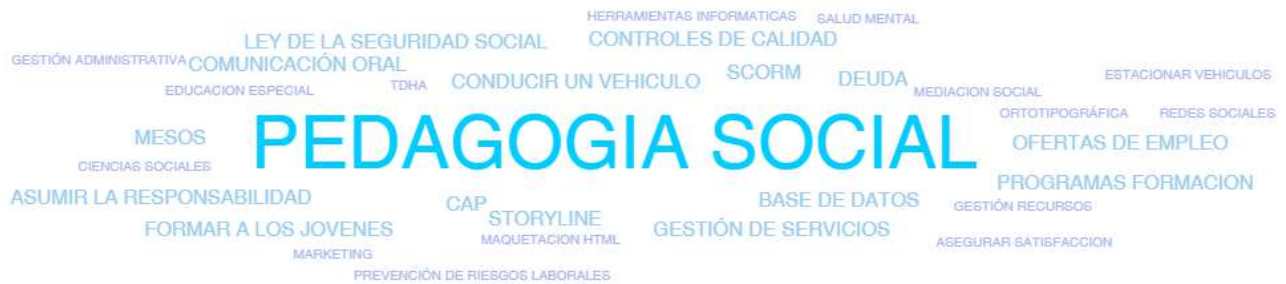 HERRAMIENTAS INFORMATICAS SALUD MENTAL
LEY DE LA SEGURIDAD SOCIAL CONTROLES DE CALIDAD
GESTIÓN ADMINISTRATIVA COMUNICACIÓN ORAL
CONDUCIR UN VEHICULO SCORM DEUDA ESTACIONAR VEHICULOS
EDUCACION ESPECIAL TDHA MEDIACION SOCIAL
ORTOTIPOGRÁFICA REDES SOCIALES
MESOS PEDAGOGIA SOCIAL OFERTAS DE EMPLEO
CIENCIAS SOCIALES
PROGRAMAS FORMACION
ASUMIR LA RESPONSABILIDAD CAP BASE DE DATOS GESTIÓN RECURSOS
STORYLINE
FORMAR A LOS JOVENES GESTIÓN DE SERVICIOS
MAQUETACION HTML ASEGURAR SATISFACCION
MARKETING
PREVENCIÓN DE RIESGOS LABORALES